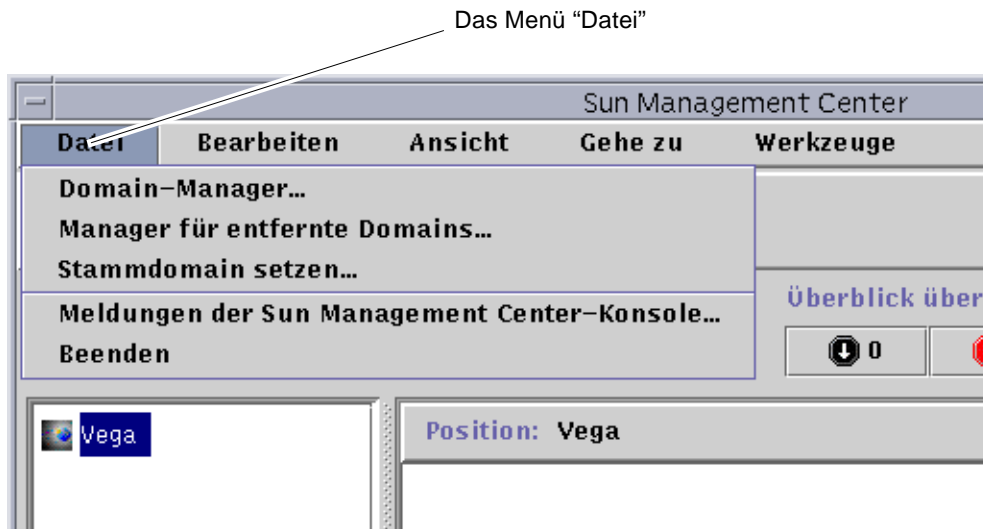 Das Menü “Datei”
Sun Management Center
Datei Bearbeiten Ansicht Gehe zu Werkzeuge
Domain-Manager...
Manager für entfernte Domains...
Stammdomain setzen...
Meldungen der Sun Management Center-Konsole...
Beenden
Überblick über
0
Vega
Position: Vega